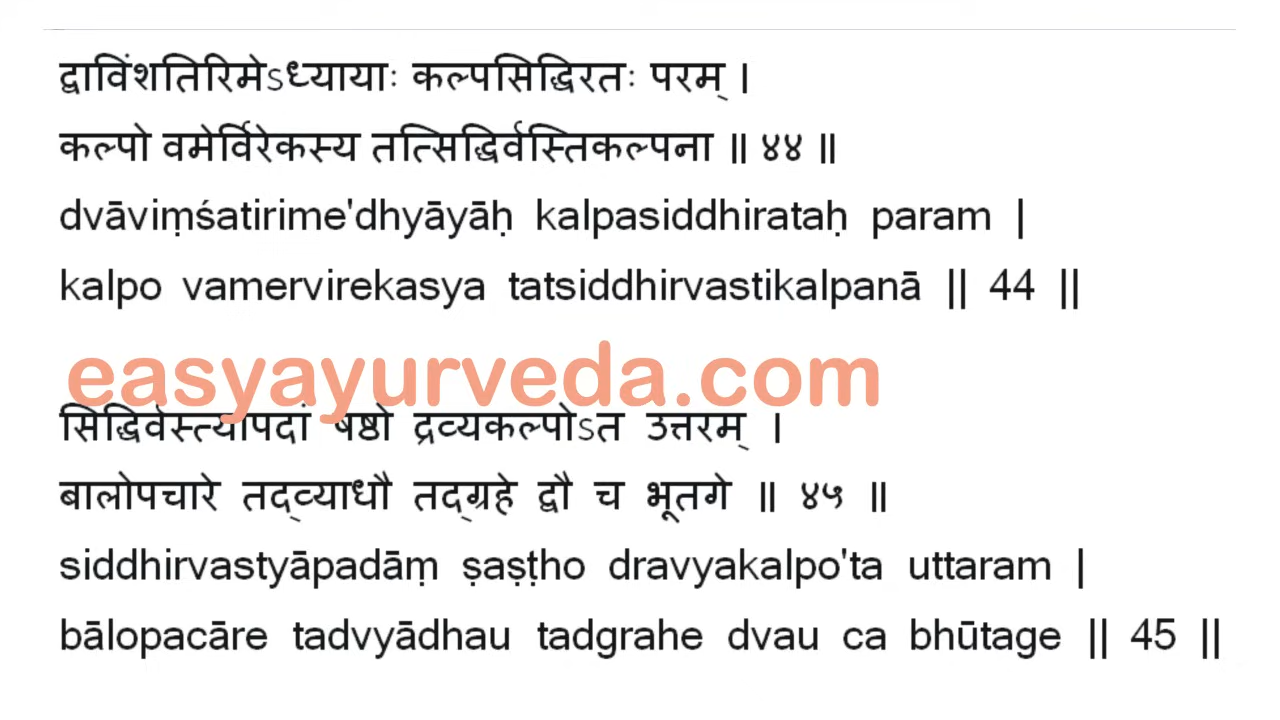 द्वाविंशतिरिमेऽध्यायाः कल्पसिद्धिरतः परम् ।
कल्पो वमेर्विरेकस्य तत्सिद्धिर्वस्तिकल्पना ॥ ४४ ॥
dvāviṃśatirime'dhyāyāḥ kalpasiddhirataḥ param |
kalpo vamervirekasya tatsiddhirvastikalpanā || 44 ||
easyayurveda.com
सिद्धिर्वस्त्यापदां षष्ठो द्रव्यकल्पोऽत उत्तरम् ।
बालोपचारे तद्व्याधौ तद्ग्रहे द्वौ च भूतगे ॥ ४५ ॥
siddhirvastyāpadāṃ ṣaṣṭho dravyakalpo'ta uttaram |
bālopacāre tadvyādhau tadgrahe dvau ca bhūtage || 45 ||